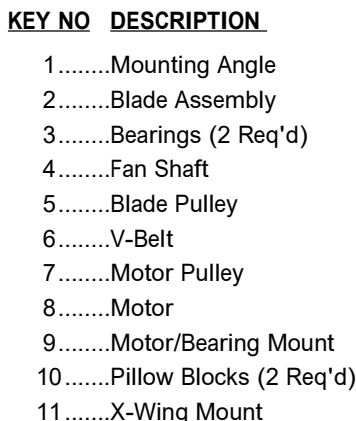 KEY NO DESCRIPTION
1........Mounting Angle
2........Blade Assembly
3........Bearings (2 Req'd)
4........Fan Shaft
5........Blade Pulley
6........V-Belt
7........Motor Pulley
8........Motor
9........Motor/Bearing Mount
10.......Pillow Blocks (2 Req'd)
11.......X-Wing Mount